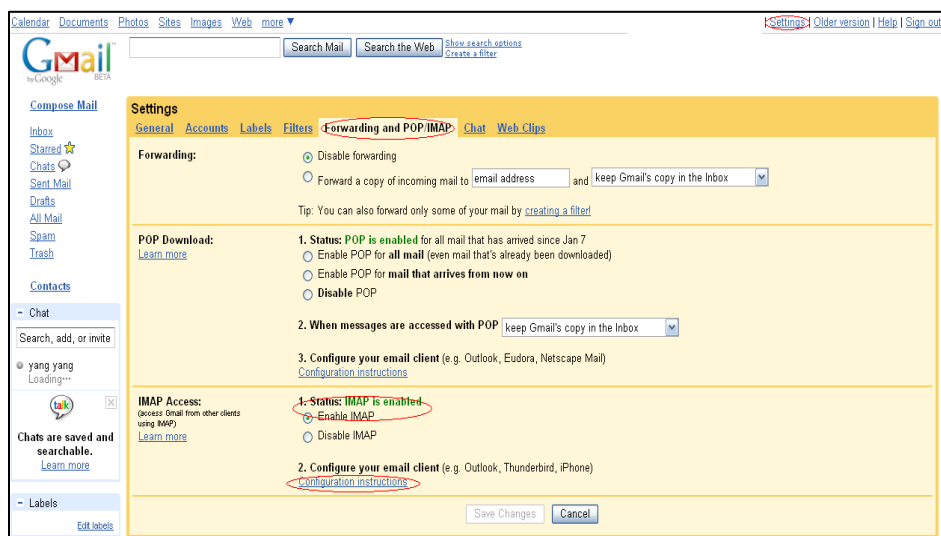 Calendar Documents Photos Sites Images Web more ▼
Settings | Older version | Help | Sign out
Gmail
by Google BETA
Search Mail Search the Web Show search options
Create a filter
Compose Mail
Inbox
Starred
Chats
Sent Mail
Drafts
All Mail
Spam
Trash
Contacts
- Chat
Search, add, or invite
yang yang
Loading...
talk
Chats are saved and
searchable.
Learn more
- Labels
Edit labels
Settings
General Accounts Labels Filters Forwarding and POP/IMAP Chat Web Clips
Forwarding:
Disable forwarding
Forward a copy of incoming mail to email address and keep Gmail's copy in the Inbox
Tip: You can also forward only some of your mail by creating a filter!
POP Download:
Learn more
1. Status: POP is enabled for all mail that has arrived since Jan 7
Enable POP for all mail (even mail that's already been downloaded)
Enable POP for mail that arrives from now on
Disable POP
2. When messages are accessed with POP keep Gmail's copy in the Inbox
3. Configure your email client (e.g. Outlook, Eudora, Netscape Mail)
Configuration instructions
IMAP Access:
(access Gmail from other clients
using IMAP)
Learn more
1. Status: IMAP is enabled
Enable IMAP
Disable IMAP
2. Configure your email client (e.g. Outlook, Thunderbird, iPhone)
Configuration instructions
Save Changes Cancel